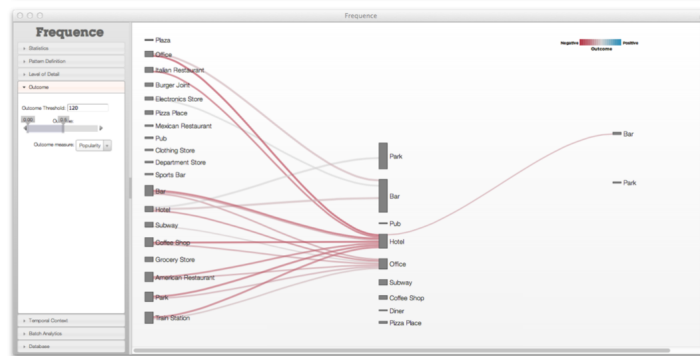 Frequence
Frequence
Statistics
Pattern Definition
Level of Detail
Outcome
Outcome Threshold: 120
Outcome measure: Popularity
Temporal Context
Batch Analytics
Database
Plaza
Office
Italian Restaurant
Burger Joint
Electronics Store
Pizza Place
Mexican Restaurant
Pub
Clothing Store
Department Store
Sports Bar
Bar
Hotel
Subway
Coffee Shop
Grocery Store
American Restaurant
Park
Train Station
Park
Bar
Pub
Hotel
Office
Subway
Coffee Shop
Diner
Pizza Place
Negative Positive
Outcome
Bar
Park